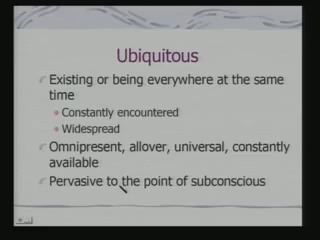 Ubiquitous
Existing or being everywhere at the same
time
Constantly encountered
Widespread
Omnipresent, allover, universal, constantly
available
Pervasive to the point of subconscious